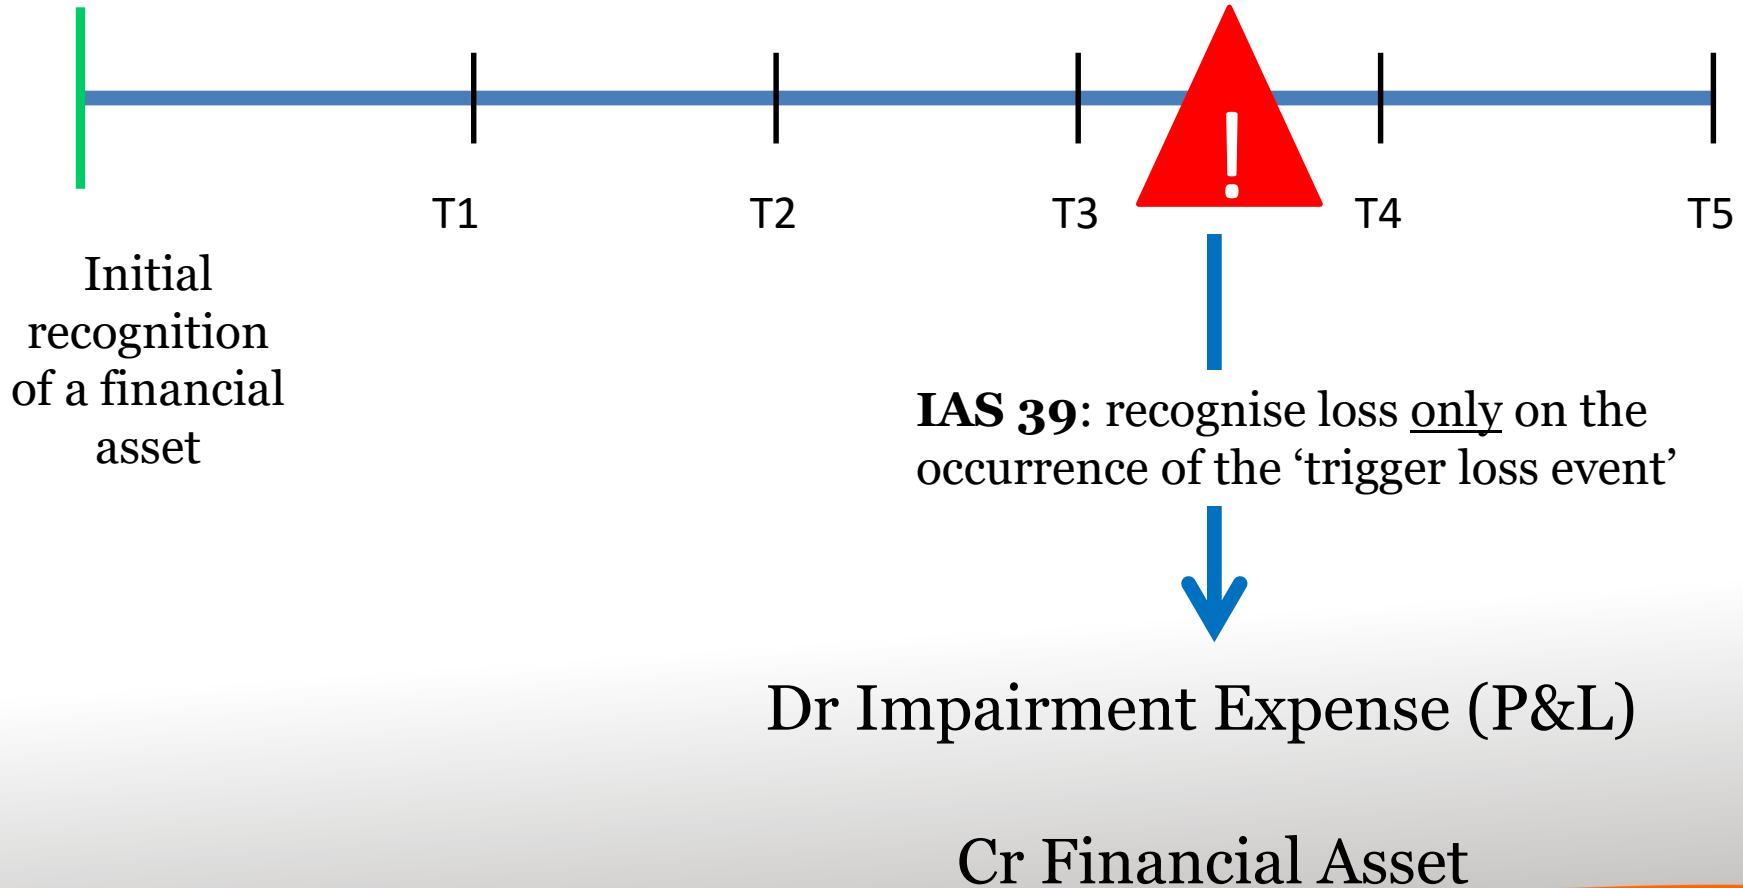 !
T1
T2
T3
T4
T5
Initial
recognition
of a financial
asset
IAS 39: recognise loss only on the
occurrence of the ‘trigger loss event’
Dr Impairment Expense (P&L)
Cr Financial Asset